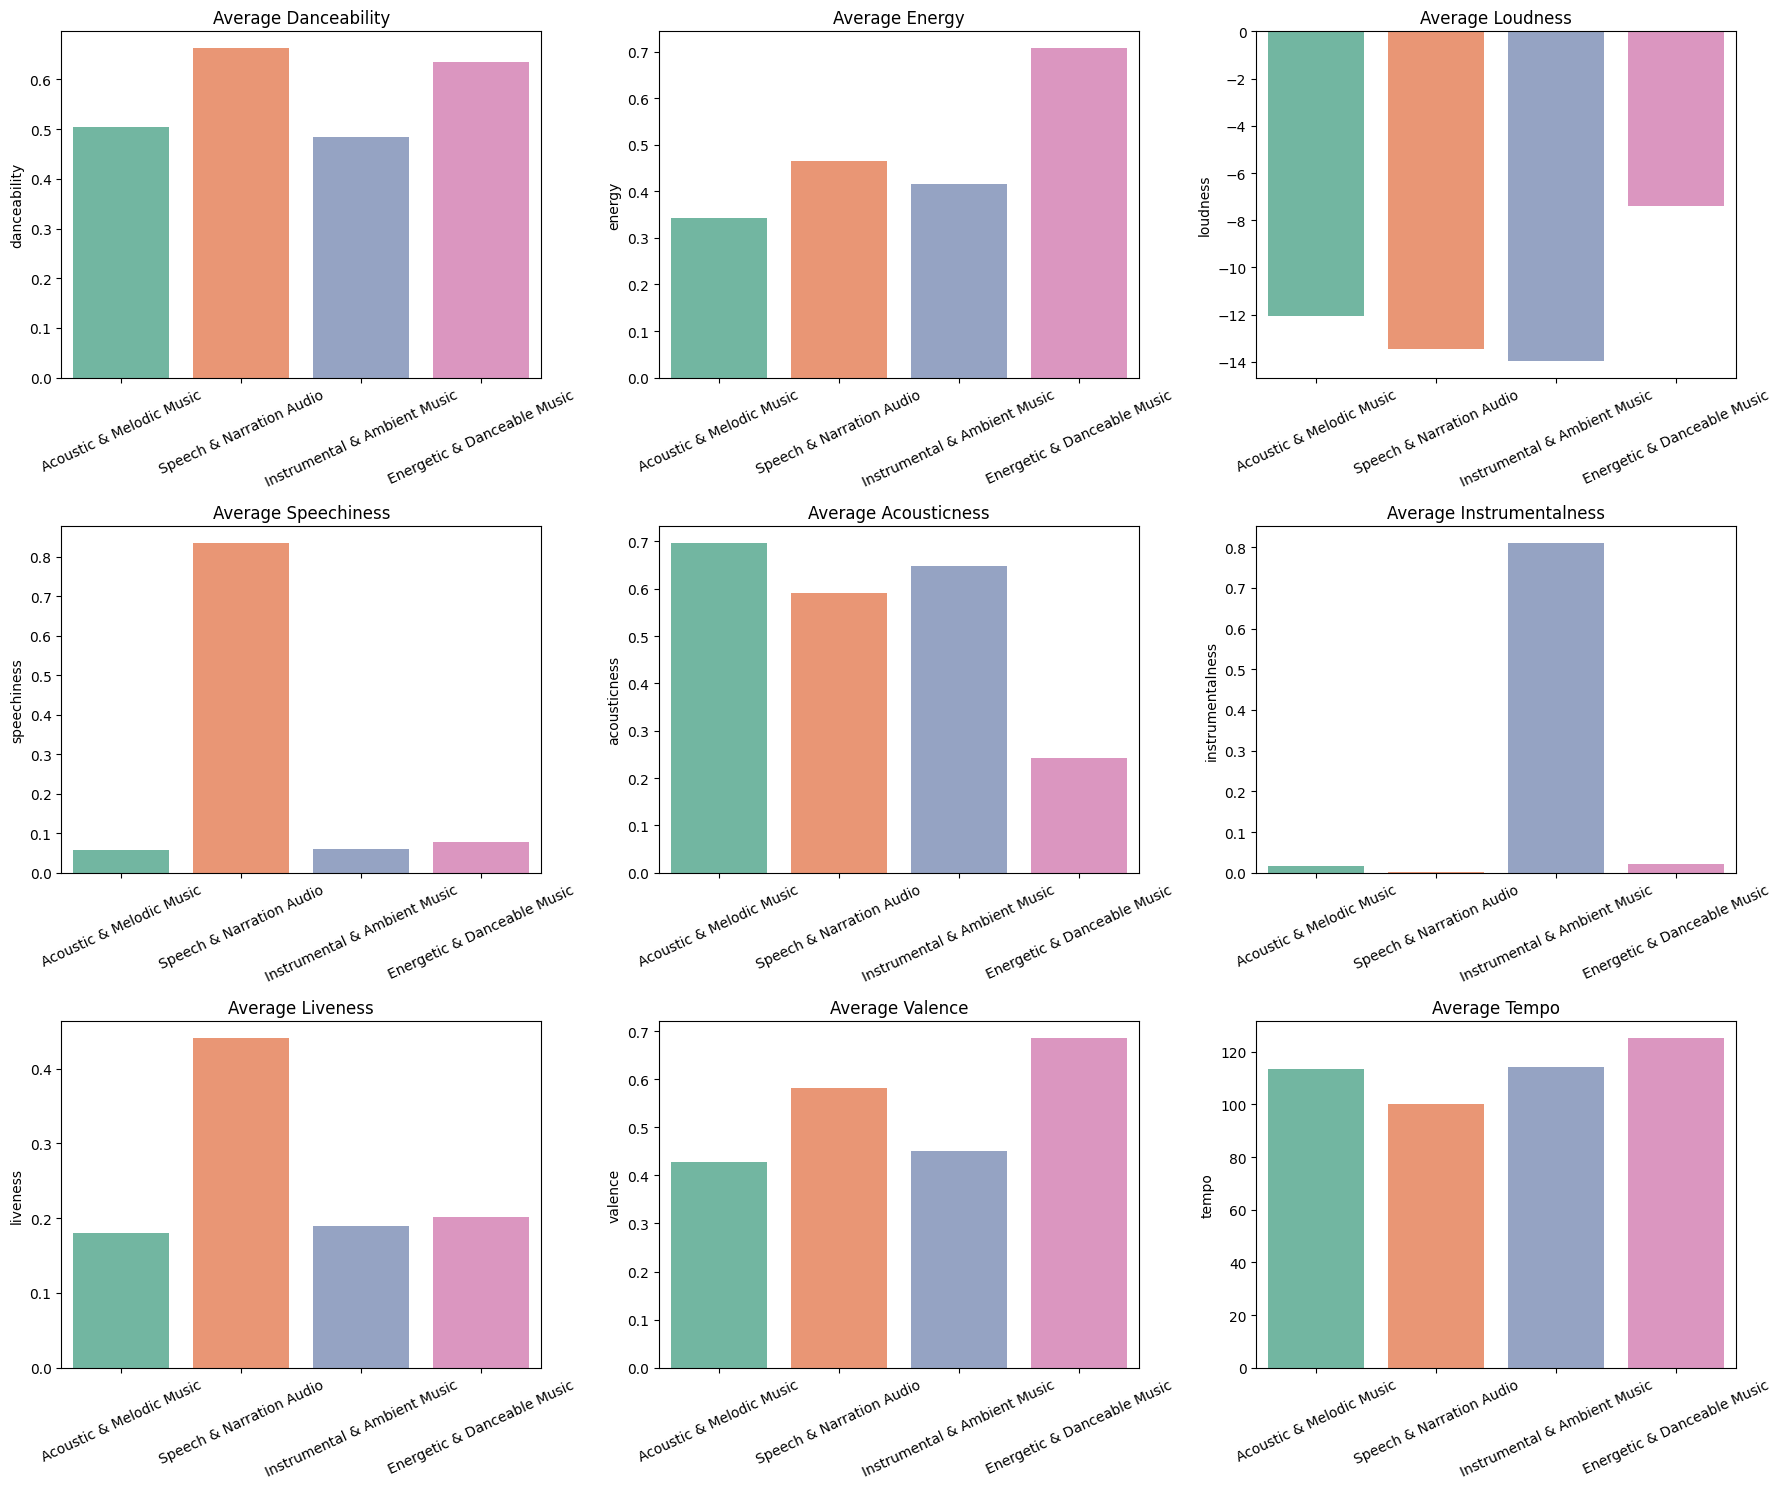 Average Danceability
danceability
0.6
0.5
0.4
0.3
0.2
0.1
0.0
Acoustic & Melodic Music
Speech & Narration Audio
Instrumental & Ambient Music
Energetic & Danceable Music
Average Energy
energy
0.7
0.6
0.5
0.4
0.3
0.2
0.1
0.0
Acoustic & Melodic Music
Speech & Narration Audio
Instrumental & Ambient Music
Energetic & Danceable Music
Average Loudness
loudness
0
−2
−4
−6
−8
−10
−12
−14
Acoustic & Melodic Music
Speech & Narration Audio
Instrumental & Ambient Music
Energetic & Danceable Music
Average Speechiness
speechiness
0.8
0.7
0.6
0.5
0.4
0.3
0.2
0.1
0.0
Acoustic & Melodic Music
Speech & Narration Audio
Instrumental & Ambient Music
Energetic & Danceable Music
Average Acousticness
acousticness
0.7
0.6
0.5
0.4
0.3
0.2
0.1
0.0
Acoustic & Melodic Music
Speech & Narration Audio
Instrumental & Ambient Music
Energetic & Danceable Music
Average Instrumentalness
instrumentalness
0.8
0.7
0.6
0.5
0.4
0.3
0.2
0.1
0.0
Acoustic & Melodic Music
Speech & Narration Audio
Instrumental & Ambient Music
Energetic & Danceable Music
Average Liveness
liveness
0.4
0.3
0.2
0.1
0.0
Acoustic & Melodic Music
Speech & Narration Audio
Instrumental & Ambient Music
Energetic & Danceable Music
Average Valence
valence
0.7
0.6
0.5
0.4
0.3
0.2
0.1
0.0
Acoustic & Melodic Music
Speech & Narration Audio
Instrumental & Ambient Music
Energetic & Danceable Music
Average Tempo
tempo
120
100
80
60
40
20
0
Acoustic & Melodic Music
Speech & Narration Audio
Instrumental & Ambient Music
Energetic & Danceable Music